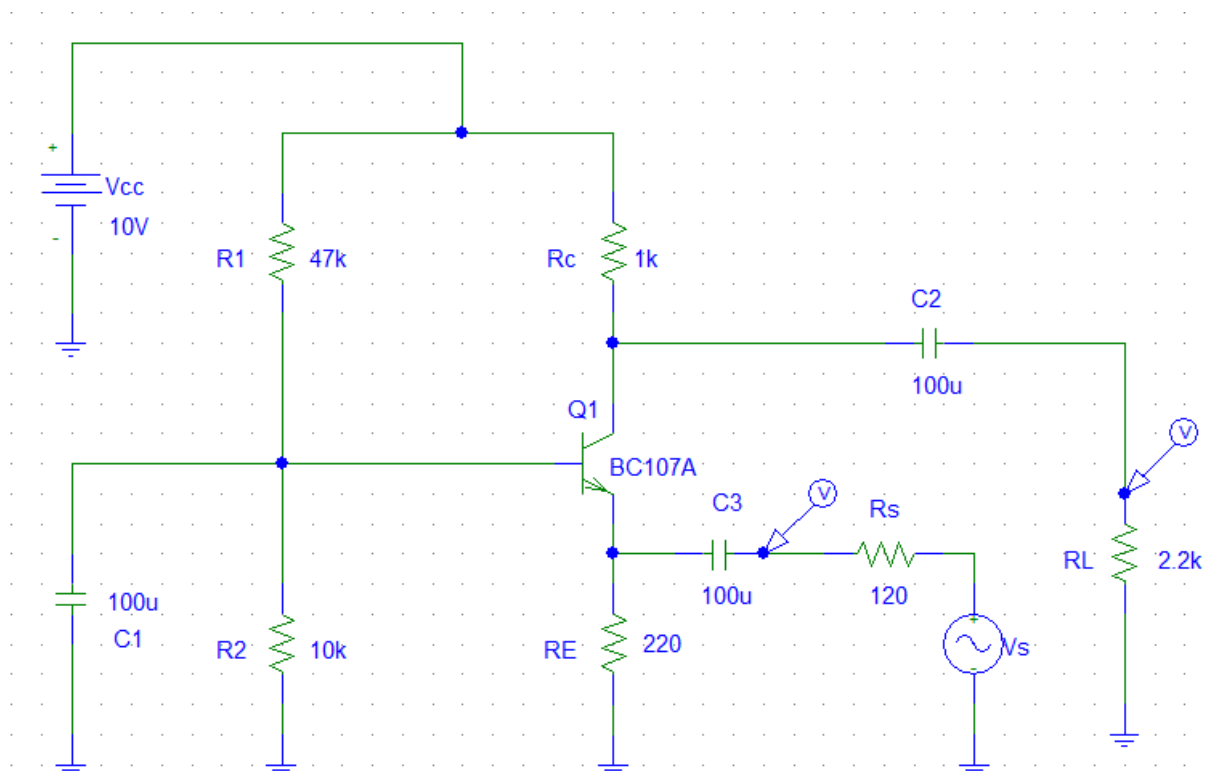 +
Vcc
10V
-
R1
47k
Rc
1k
C2
100u
Q1
BC107A
V
C3
100u
V
Rs
120
RL
2.2k
100u
C1
R2
10k
RE
220
+
Vs
-